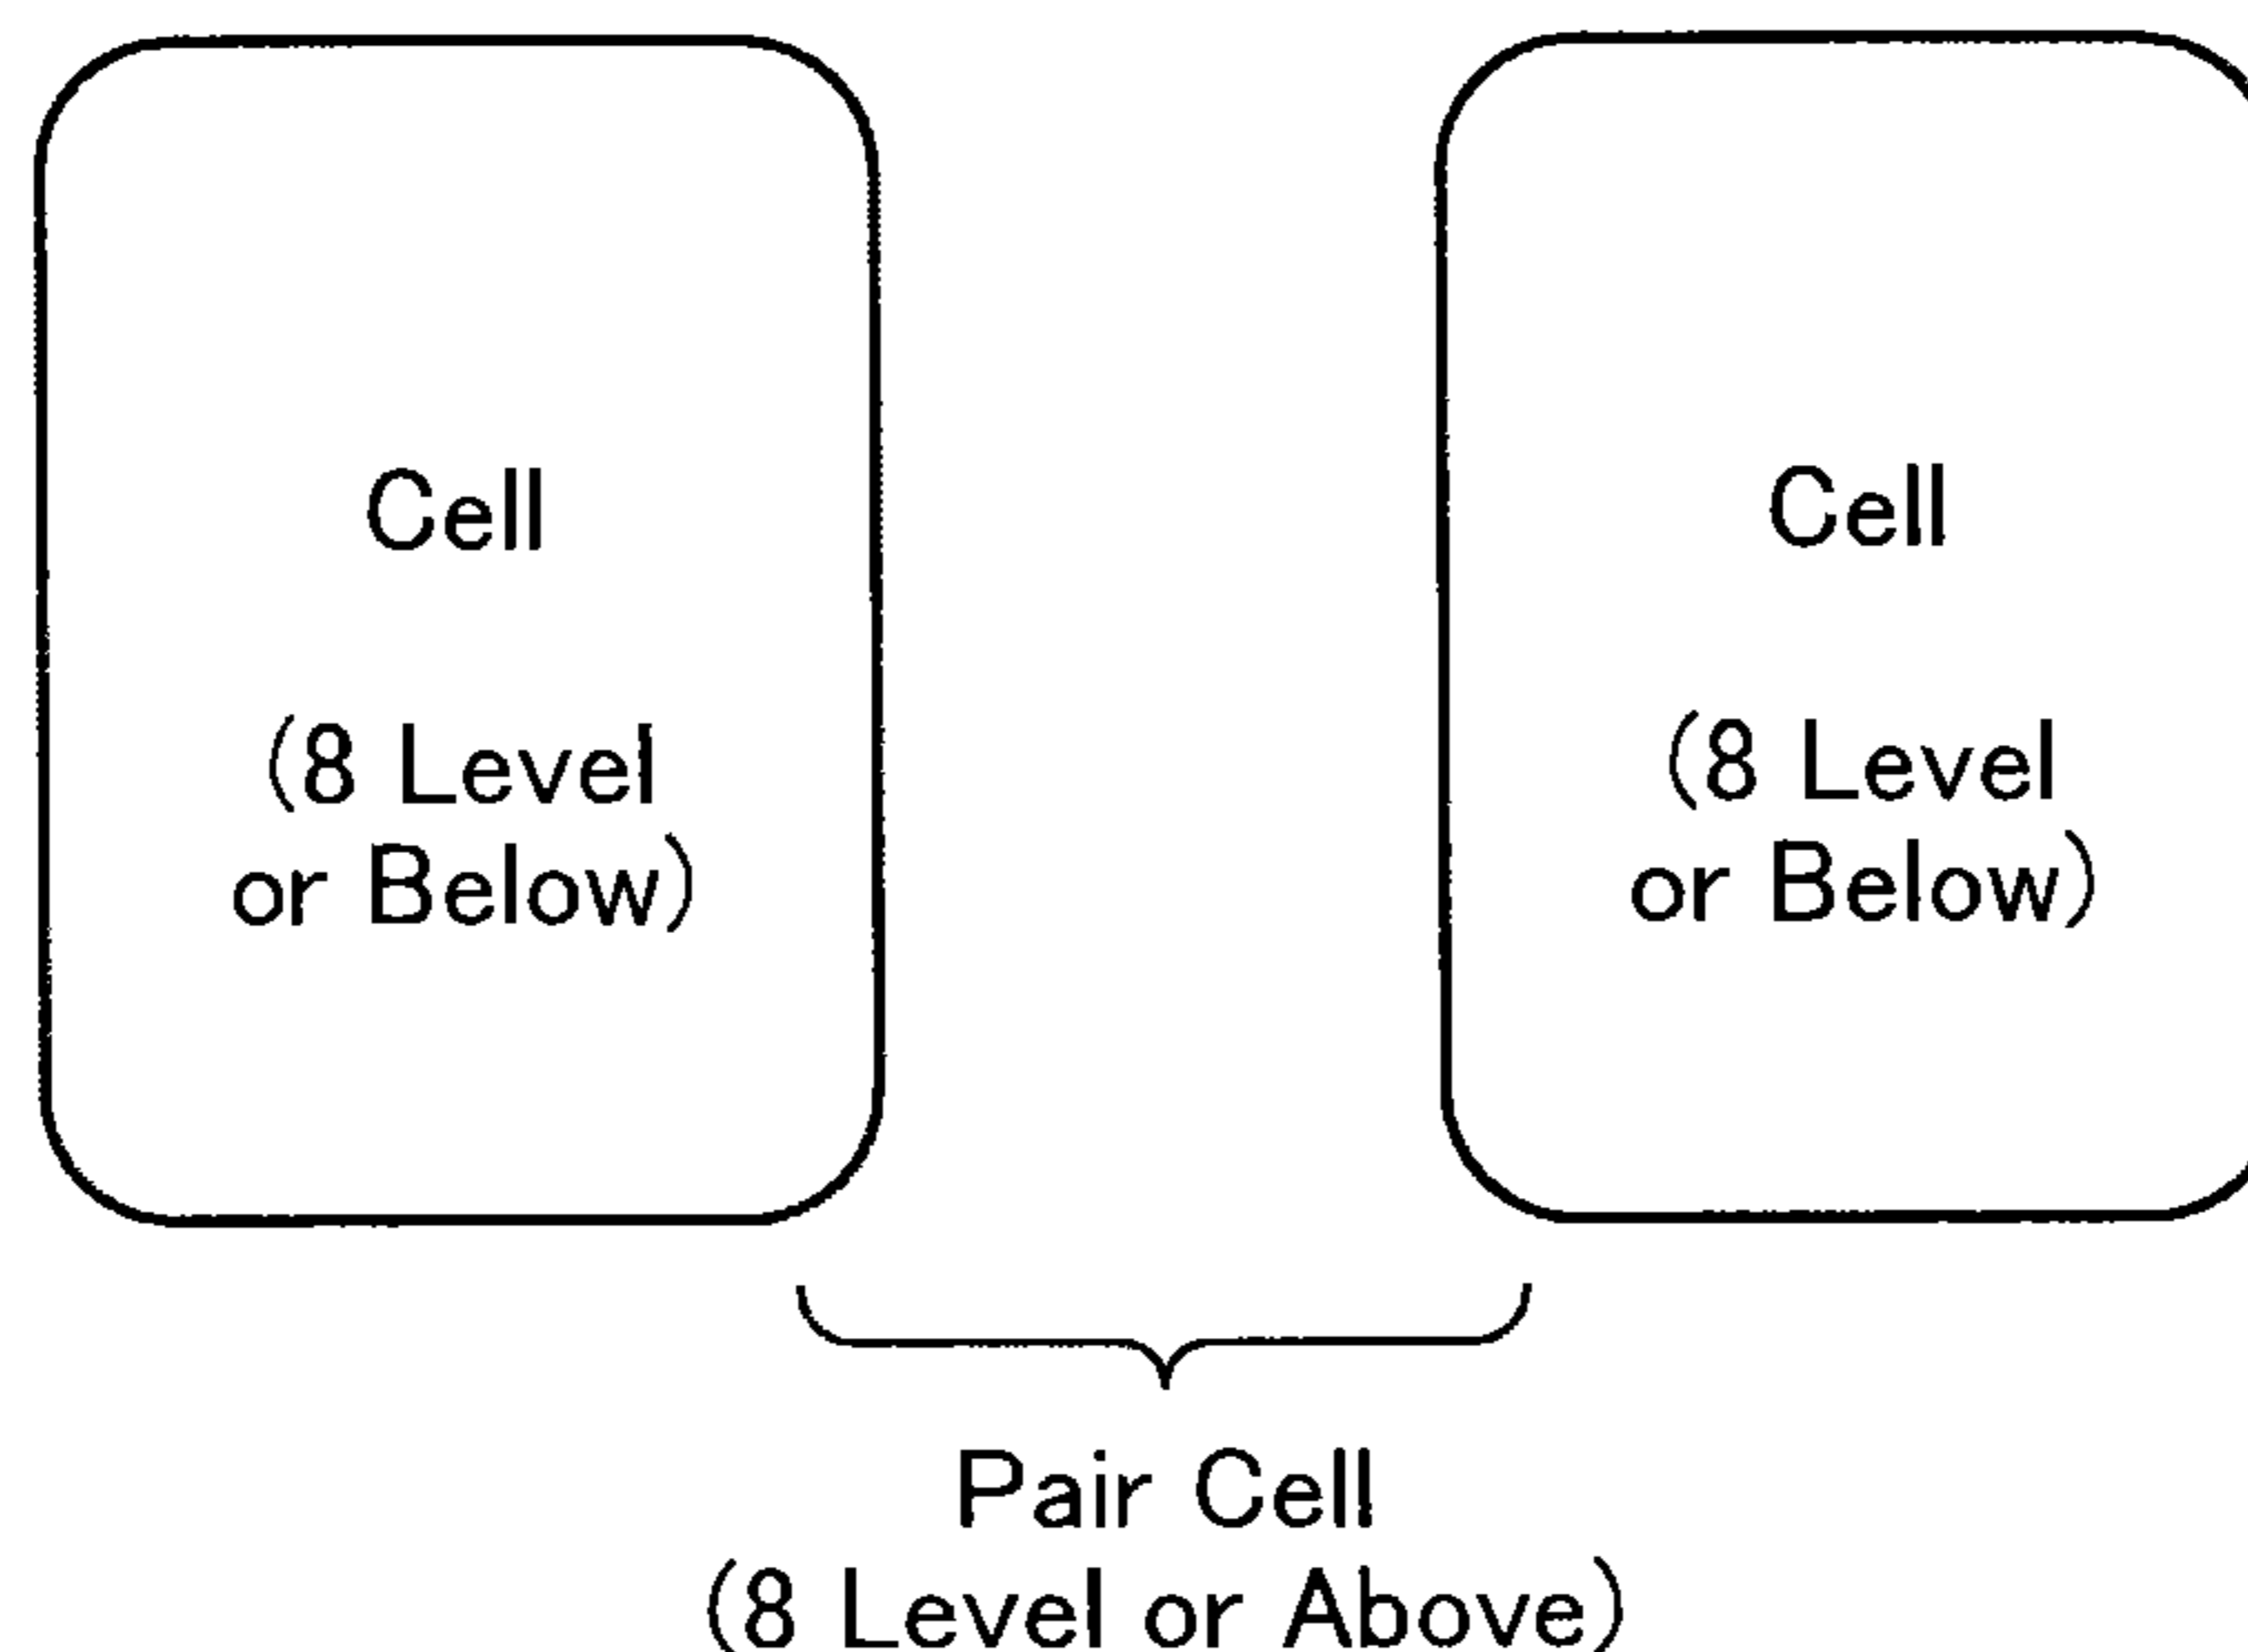 Cell
(8 Level
or Below)
Cell
(8 Level
or Below)
Pair Cell
(8 Level or Above)